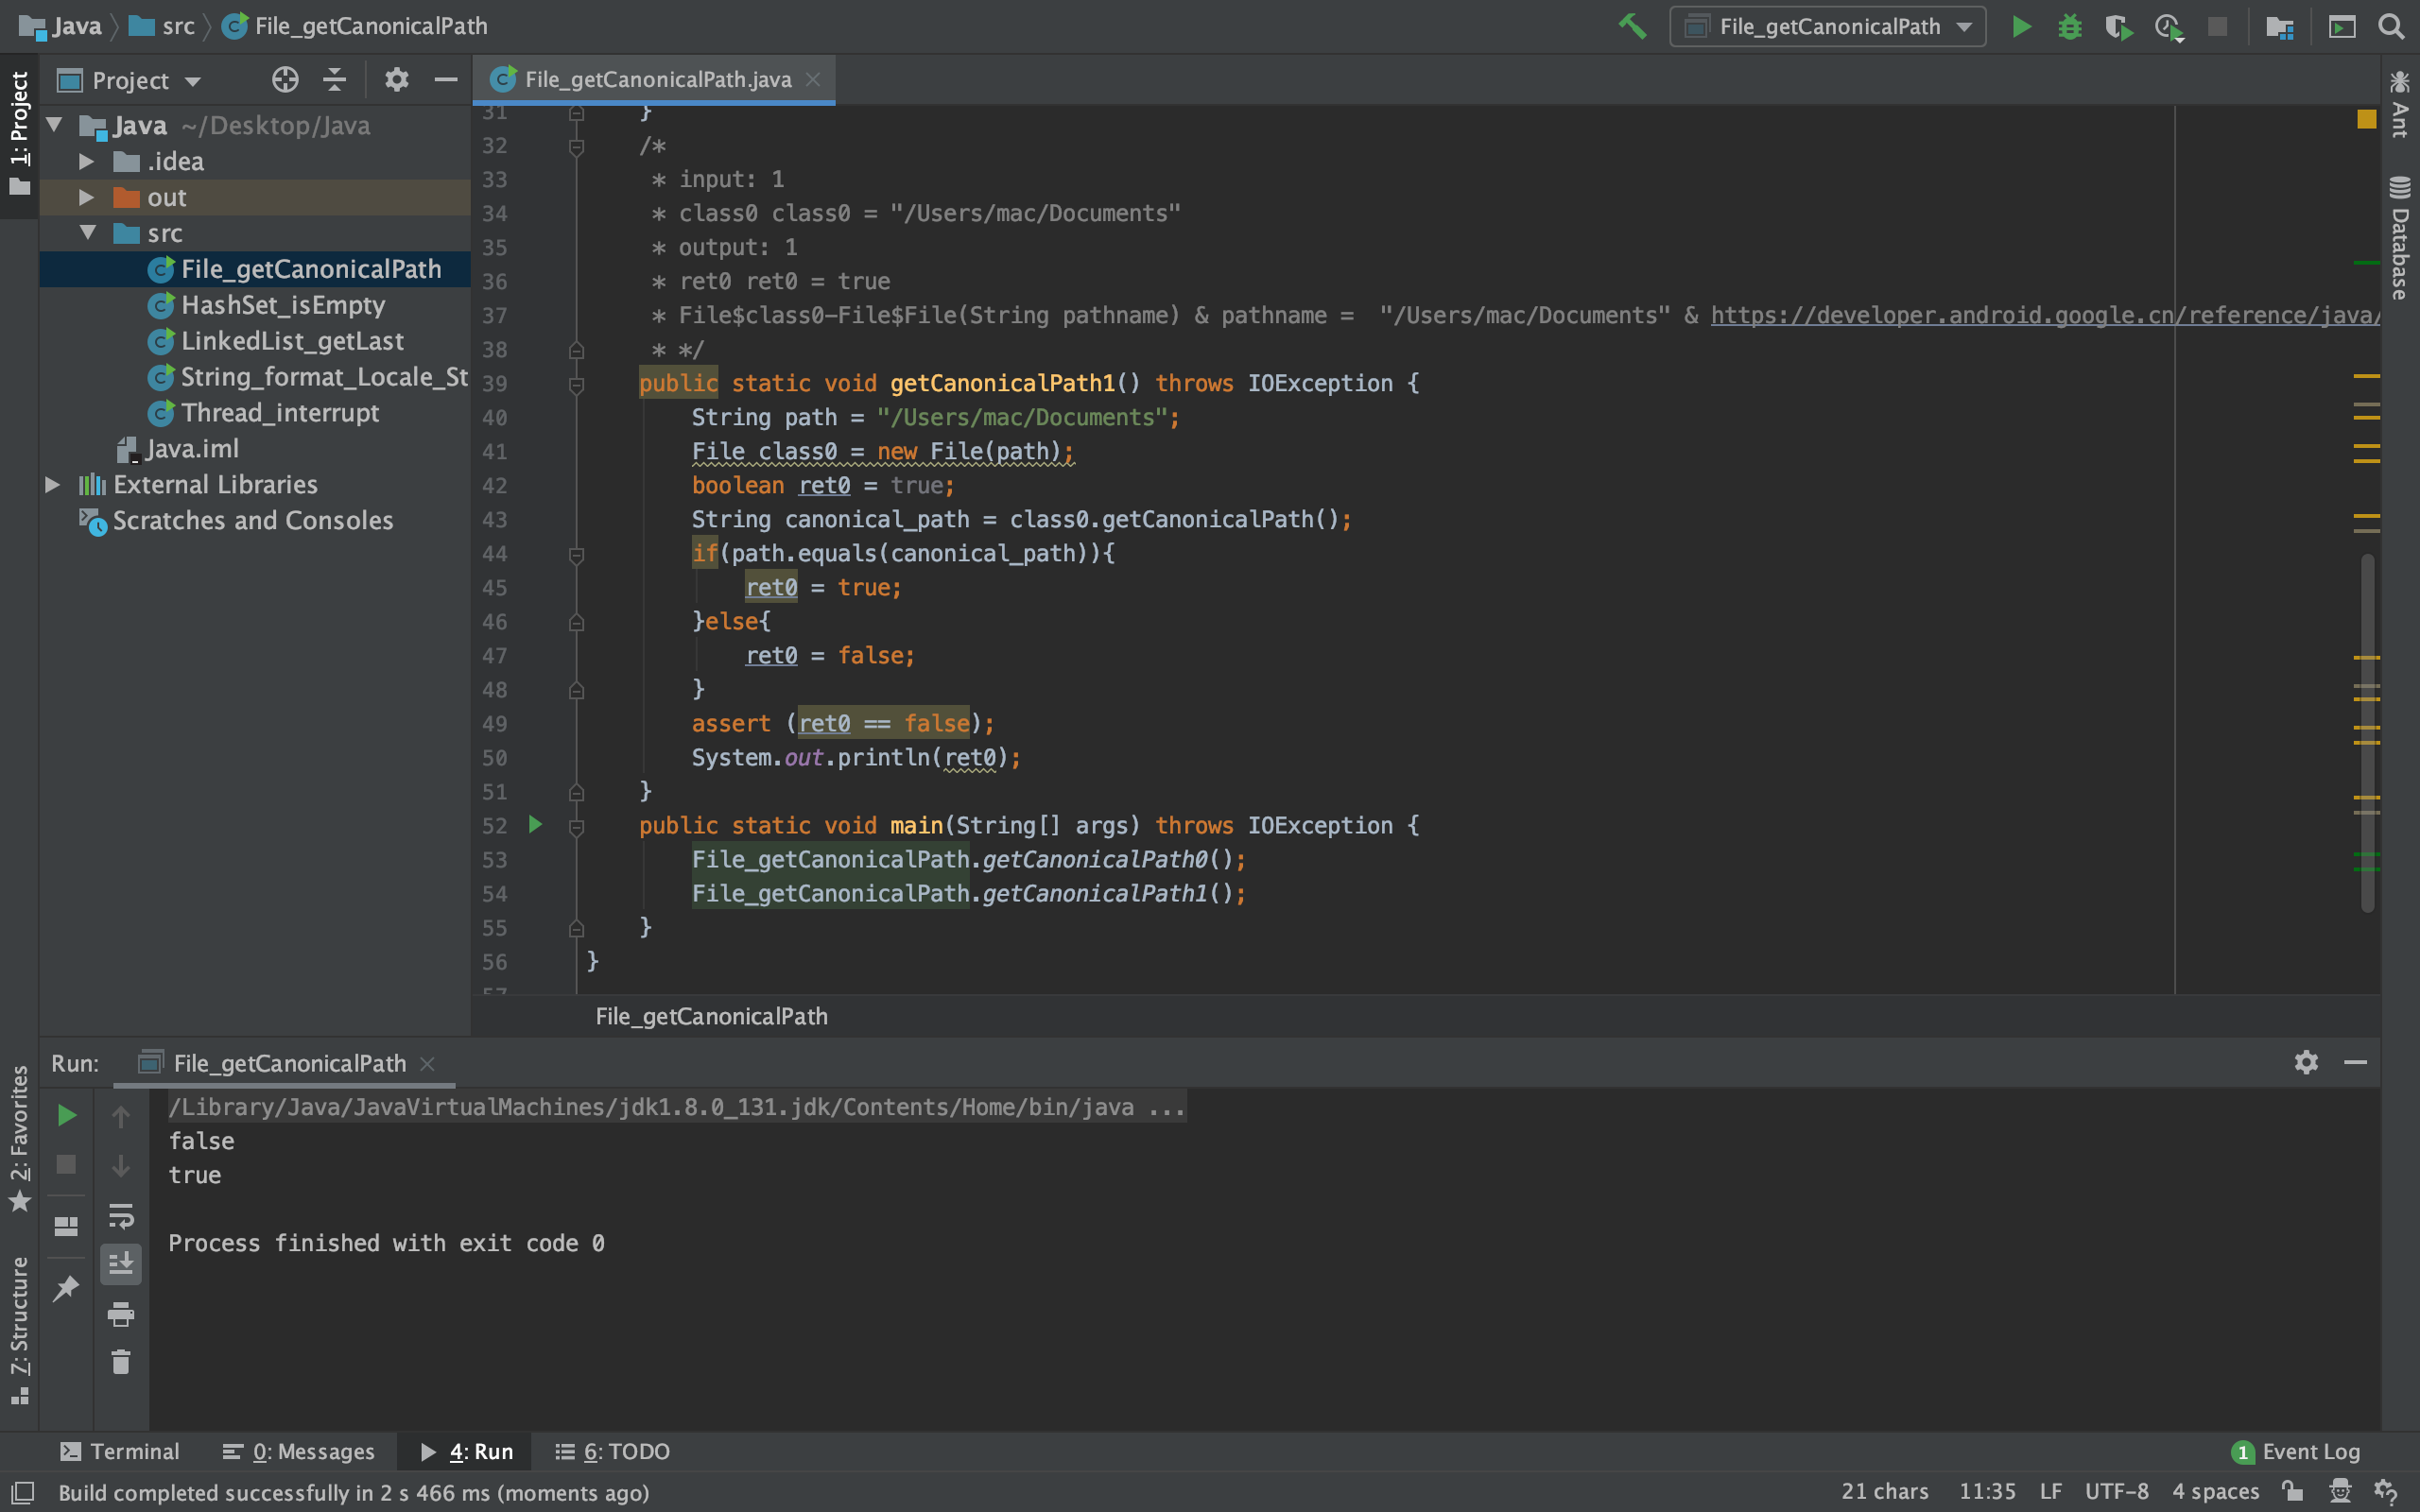 Java src File_getCanonicalPath
File_getCanonicalPath
1: Project
Project
File_getCanonicalPath.java
Ant
Database
Java ~/Desktop/Java
.idea
out
src
File_getCanonicalPath
HashSet_isEmpty
LinkedList_getLast
String_format_Locale_St
Thread_interrupt
Java.iml
External Libraries
Scratches and Consoles
31 }
32 /*
33 * input: 1
34 * class0 class0 = "/Users/mac/Documents"
35 * output: 1
36 * ret0 ret0 = true
37 * File$class0-File$File(String pathname) & pathname = "/Users/mac/Documents" & https://developer.android.google.cn/reference/java/
38 * */
39 public static void getCanonicalPath1() throws IOException {
40 String path = "/Users/mac/Documents";
41 File class0 = new File(path);
42 boolean ret0 = true;
43 String canonical_path = class0.getCanonicalPath();
44 if(path.equals(canonical_path)){
45 ret0 = true;
46 }else{
47 ret0 = false;
48 }
49 assert (ret0 == false);
50 System.out.println(ret0);
51 }
52 public static void main(String[] args) throws IOException {
53 File_getCanonicalPath.getCanonicalPath0();
54 File_getCanonicalPath.getCanonicalPath1();
55 }
56 }
57
File_getCanonicalPath
Run: File_getCanonicalPath
2: Favorites
7: Structure
/Library/Java/JavaVirtualMachines/jdk1.8.0_131.jdk/Contents/Home/bin/java ...
false
true
Process finished with exit code 0
Terminal 0: Messages 4: Run 6: TODO 1 Event Log
Build completed successfully in 2 s 466 ms (moments ago) 21 chars 11:35 LF UTF-8 4 spaces